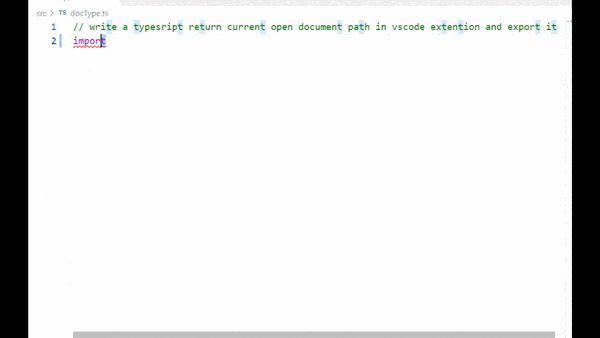 src > TS docType.ts
1 // write a typesript return current open document path in vscode extention and export it
2 import